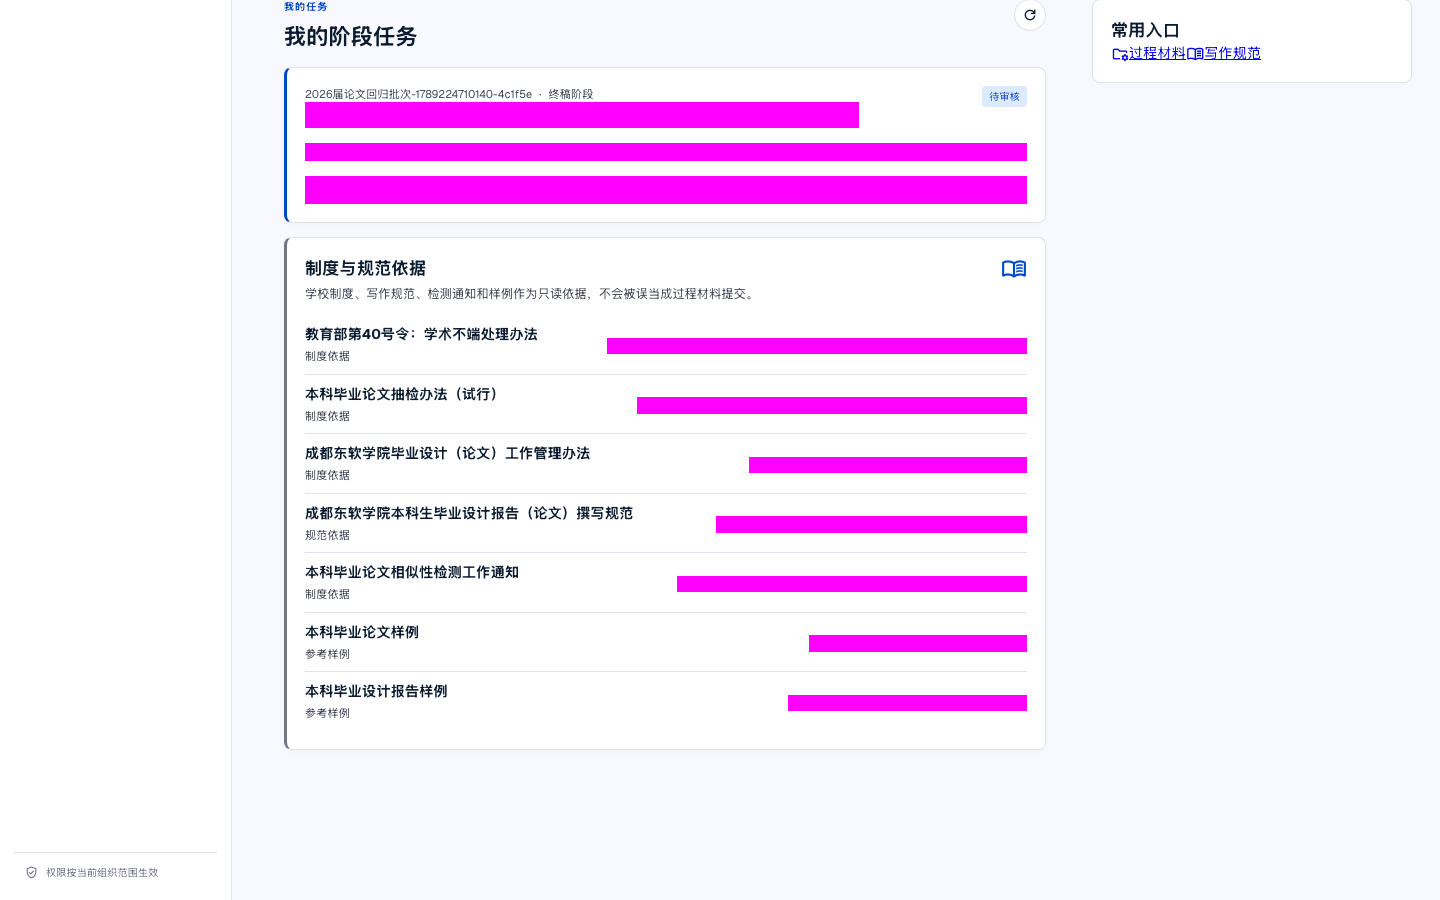 我的任务
我的阶段任务
2026届论文回归批次-1789224710140-4c1f5e · 终稿阶段
待审核
制度与规范依据
学校制度、写作规范、检测通知和样例作为只读依据，不会被误当成过程材料提交。
教育部第40号令：学术不端处理办法
制度依据
本科毕业论文抽检办法（试行）
制度依据
成都东软学院毕业设计（论文）工作管理办法
制度依据
成都东软学院本科生毕业设计报告（论文）撰写规范
规范依据
本科毕业论文相似性检测工作通知
制度依据
本科毕业论文样例
参考样例
本科毕业设计报告样例
参考样例
常用入口
过程材料写作规范
权限按当前组织范围生效